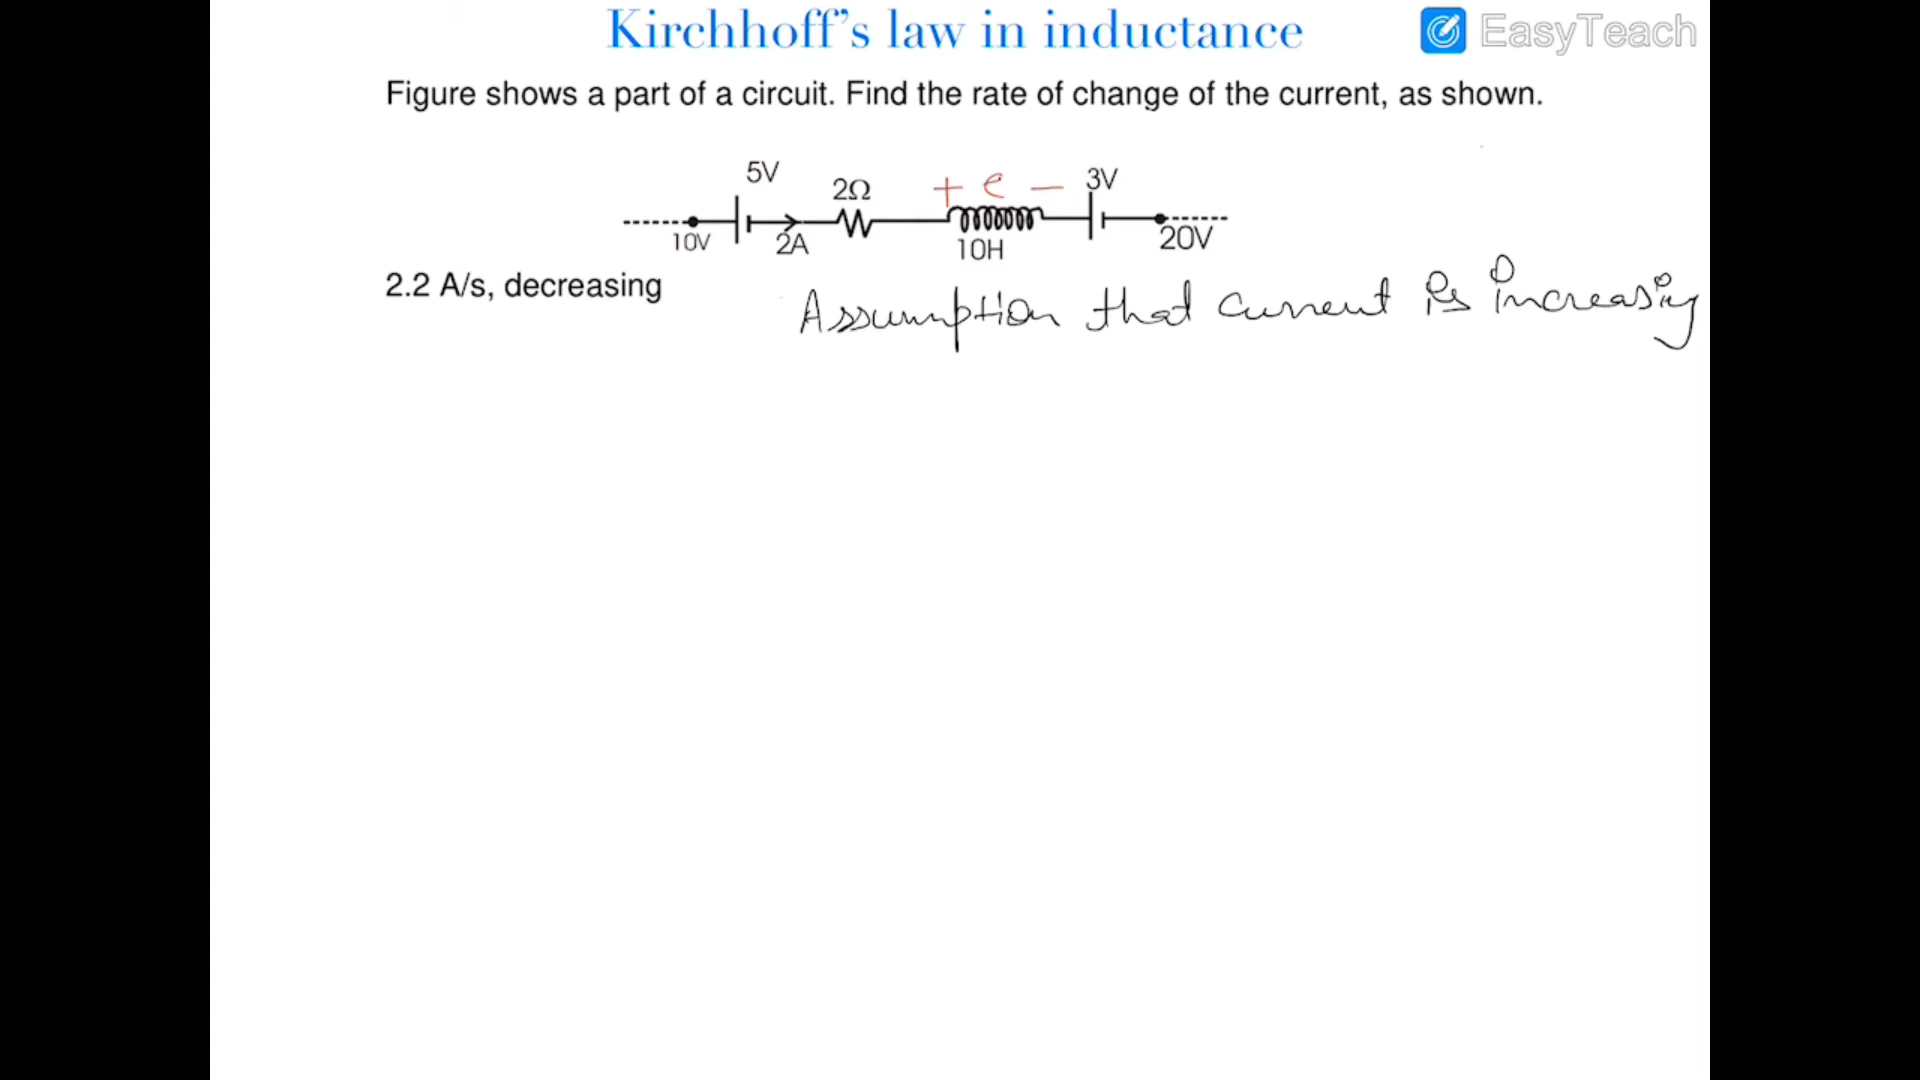 Kirchhoff's law in inductance
EasyTeach
Figure shows a part of a circuit. Find the rate of change of the current, as shown.
5V
2Ω
+ e −
3V
10V
2A
10H
20V
2.2 A/s, decreasing
Assumption that current is increasing